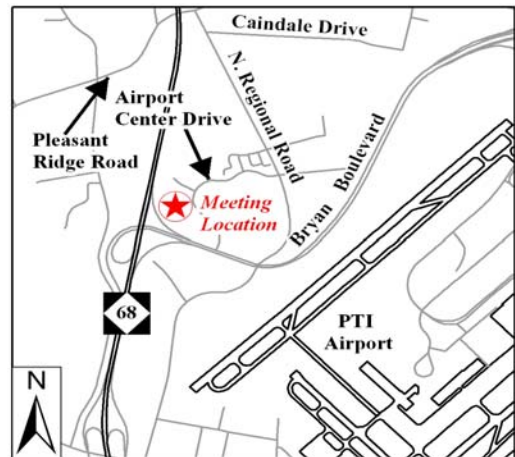 Caindale Drive
N. Regional Road
Airport
Center Drive
Pleasant
Ridge Road
Bryan Boulevard
Meeting
Location
68
PTI
Airport
N